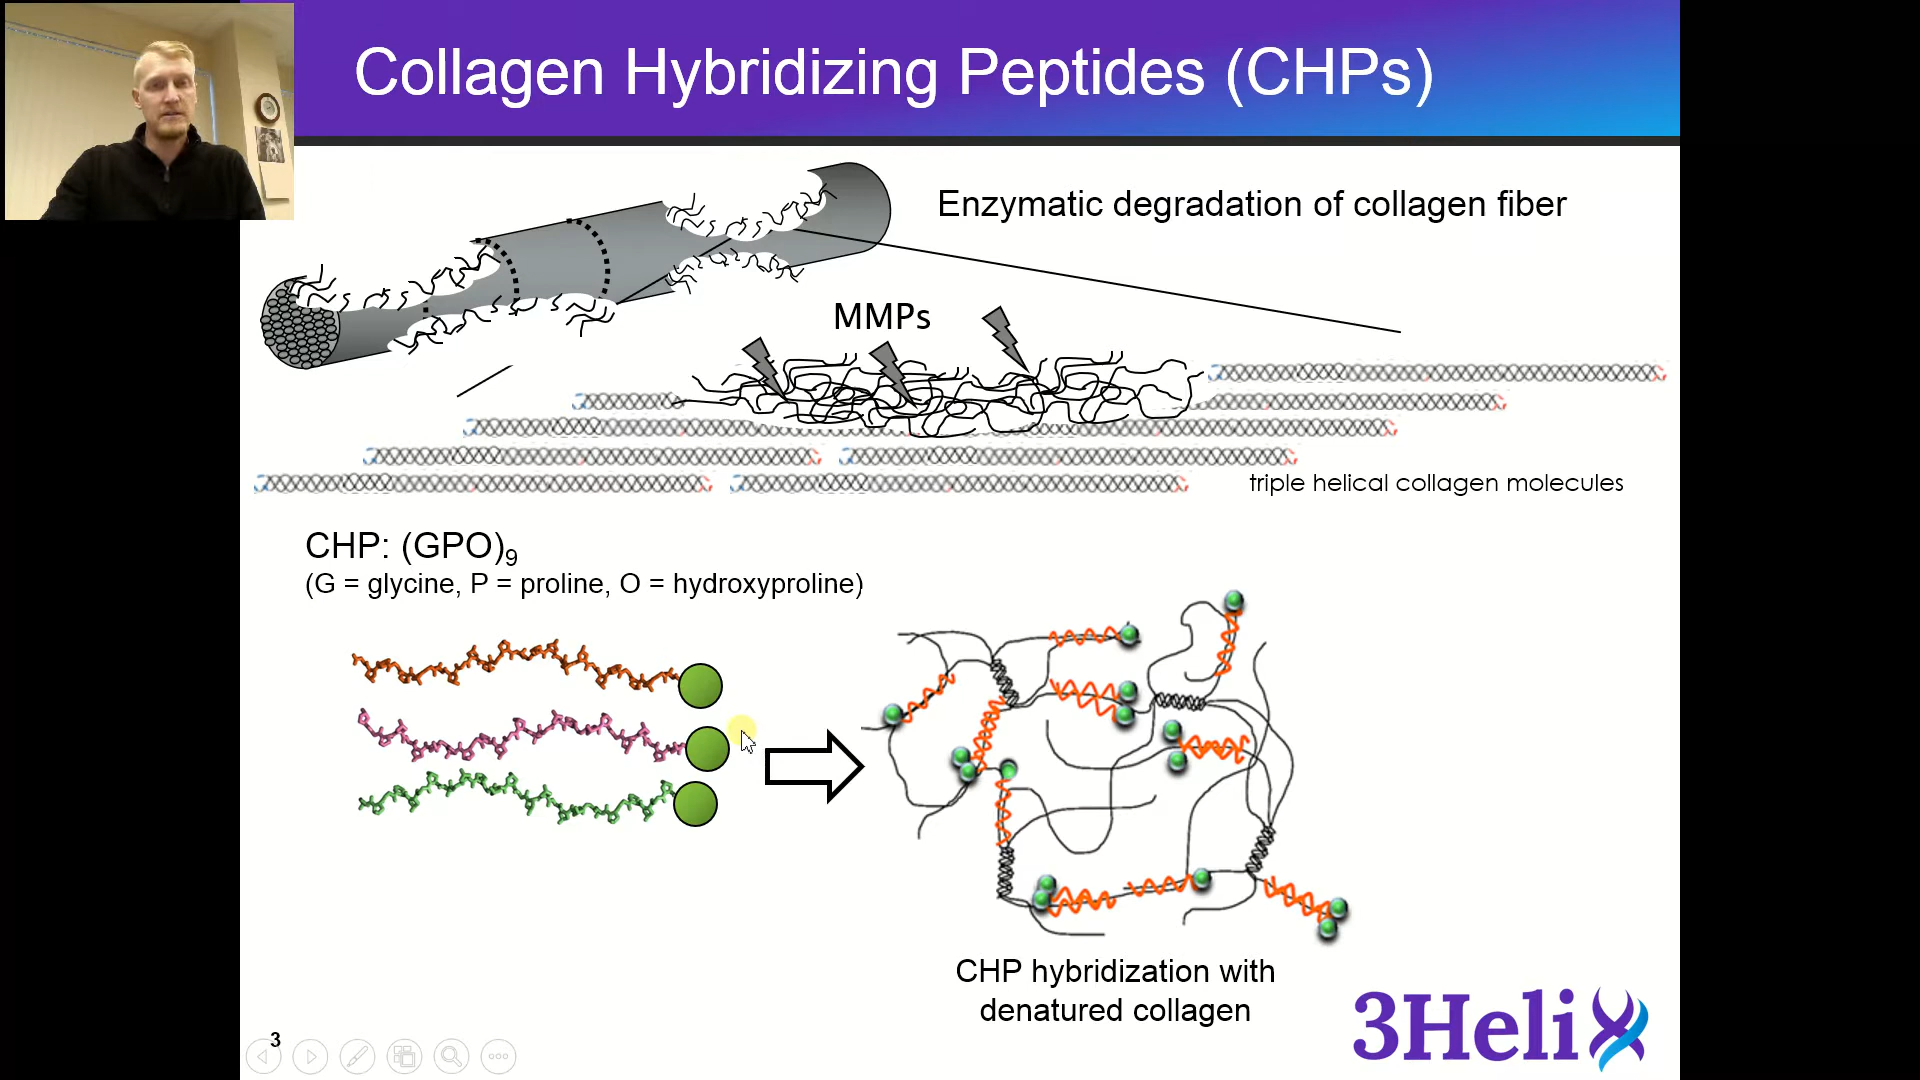 Collagen Hybridizing Peptides (CHPs)
Enzymatic degradation of collagen fiber
MMPs
triple helical collagen molecules
CHP: (GPO)₉
(G = glycine, P = proline, O = hydroxyproline)
CHP hybridization with
denatured collagen
3Helix
3